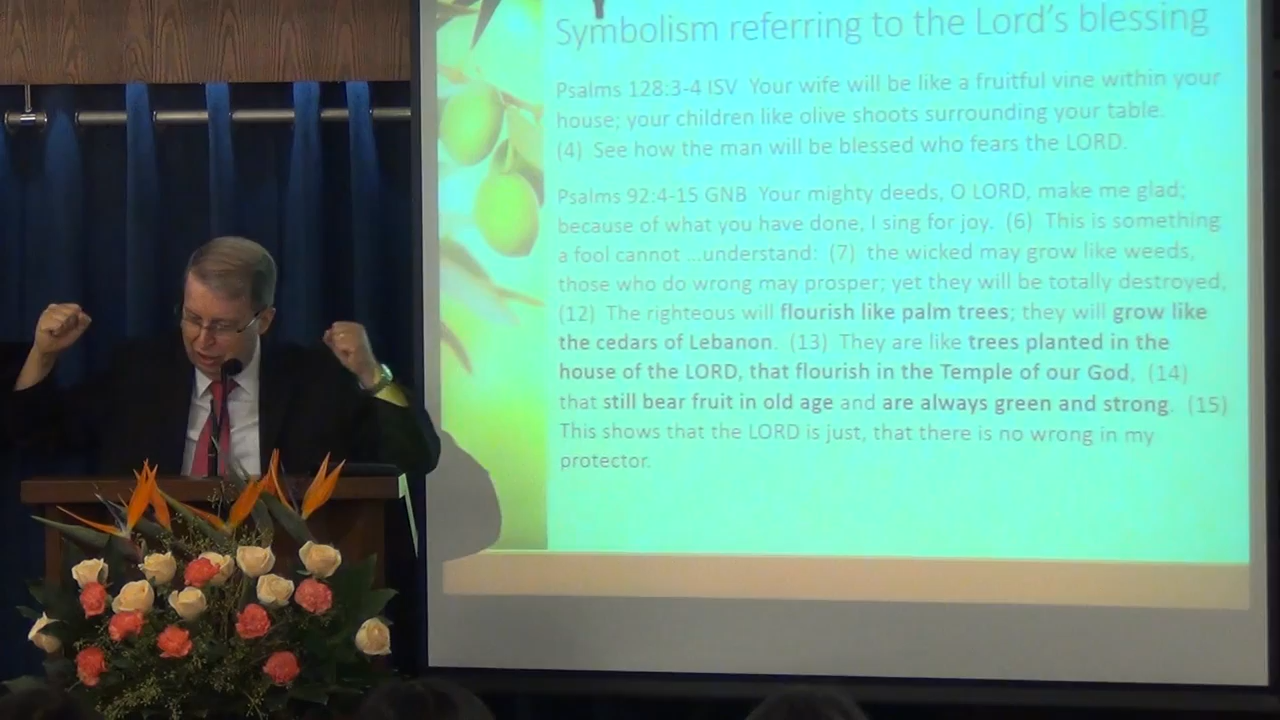 Symbolism referring to the Lord's blessing
Psalms 128:3-4 ISV Your wife will be like a fruitful vine within your
house; your children like olive shoots surrounding your table.
(4) See how the man will be blessed who fears the LORD.
Psalms 92:4-15 GNB Your mighty deeds, O LORD, make me glad;
because of what you have done, I sing for joy. (6) This is something
a fool cannot ...understand: (7) the wicked may grow like weeds,
those who do wrong may prosper; yet they will be totally destroyed,
(12) The righteous will flourish like palm trees; they will grow like
the cedars of Lebanon. (13) They are like trees planted in the
house of the LORD, that flourish in the Temple of our God, (14)
that still bear fruit in old age and are always green and strong. (15)
This shows that the LORD is just, that there is no wrong in my
protector.